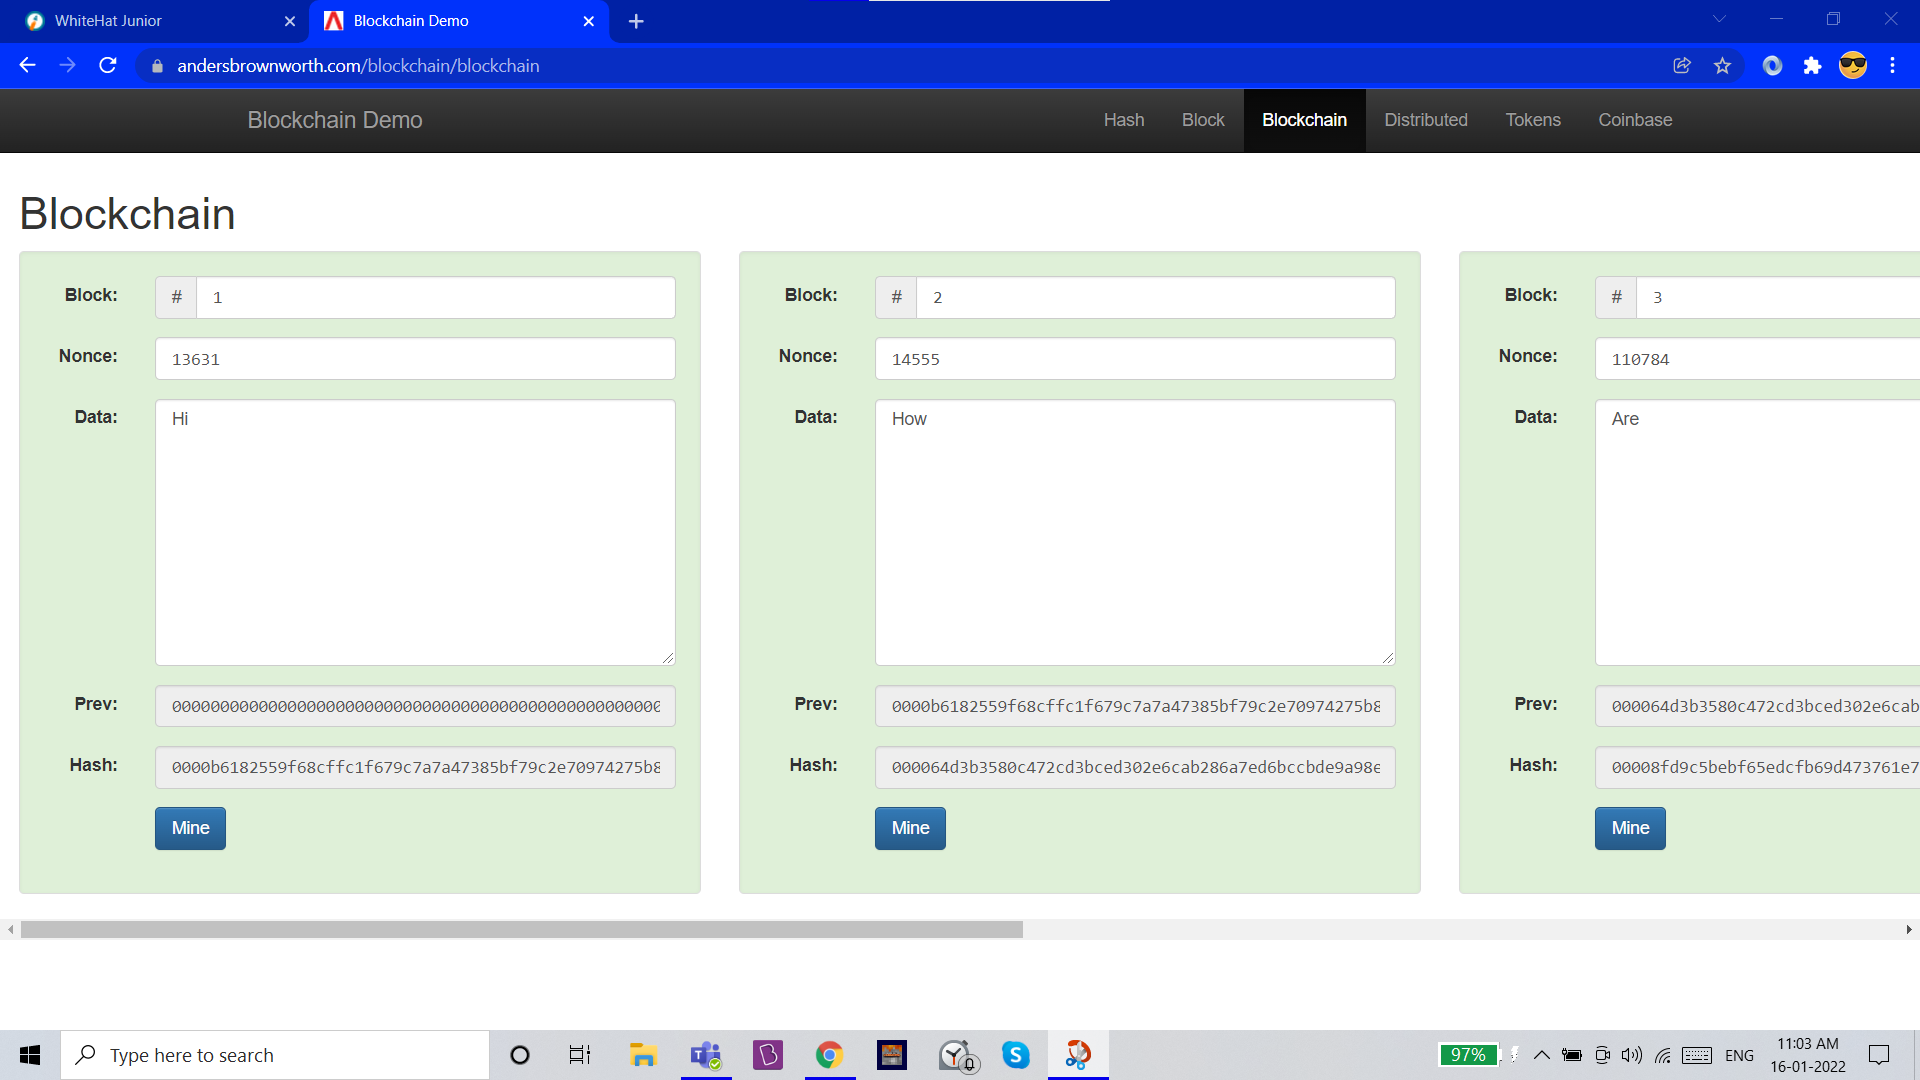 WhiteHat Junior
Blockchain Demo
andersbrownworth.com/blockchain/blockchain
Blockchain Demo
Hash
Block
Blockchain
Distributed
Tokens
Coinbase
Blockchain
Block:
# 1
Nonce:
13631
Data:
Hi
Prev:
Hash:
0000b6182559f68cffc1f679c7a7a47385bf79c2e70974275b8
Mine
Block:
# 2
Nonce:
14555
Data:
How
Prev:
0000b6182559f68cffc1f679c7a7a47385bf79c2e70974275b8
Hash:
000064d3b3580c472cd3bced302e6cab286a7ed6bccbde9a98e
Mine
Block:
# 3
Nonce:
110784
Data:
Are
Prev:
000064d3b3580c472cd3bced302e6cab
Hash:
00008fd9c5bebf65edcfb69d473761e7
Mine
Type here to search
97%
ENG
11:03 AM
16-01-2022